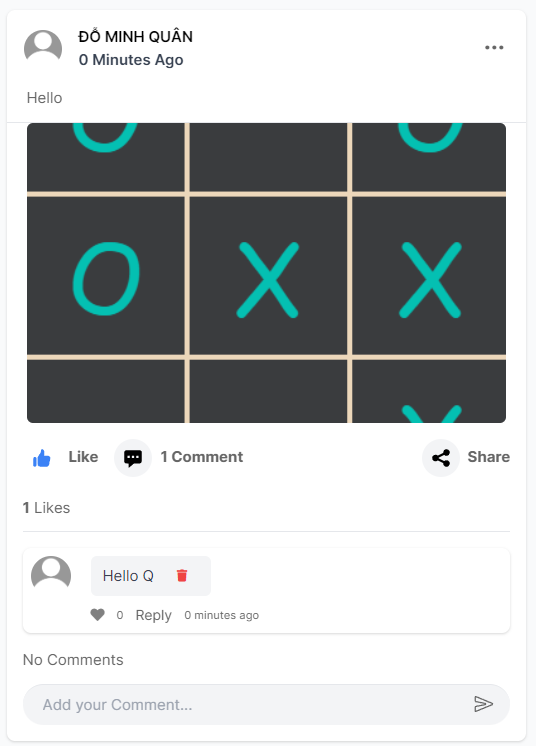 ĐỖ MINH QUÂN
0 Minutes Ago
Hello
O O
O X X
X
Like 1 Comment Share
1 Likes
Hello Q
0 Reply 0 minutes ago
No Comments
Add your Comment...